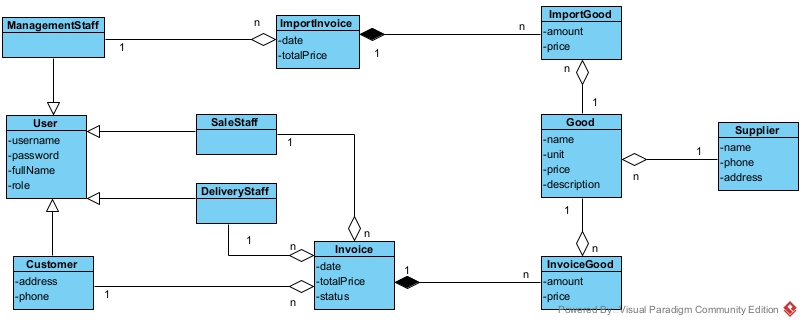 ManagementStaff
1
n
ImportInvoice
-date
-totalPrice
1
n
ImportGood
-amount
-price
n
1
User
-username
-password
-fullName
-role
SaleStaff
1
n
Good
-name
-unit
-price
-description
n
1
Supplier
-name
-phone
-address
DeliveryStaff
1
n
1
n
Customer
-address
-phone
1
n
Invoice
-date
-totalPrice
-status
1
n
InvoiceGood
-amount
-price
Powered By: Visual Paradigm Community Edition